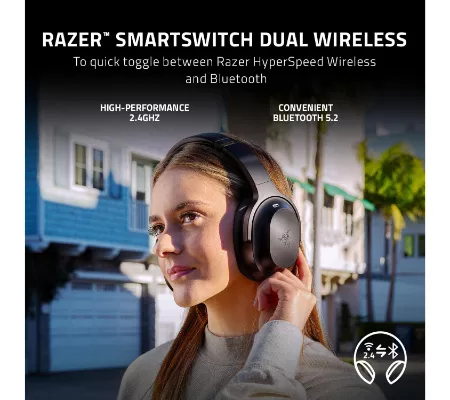 RAZER™ SMARTSWITCH DUAL WIRELESS
To quick toggle between Razer HyperSpeed Wireless
and Bluetooth
HIGH-PERFORMANCE
2.4GHZ
CONVENIENT
BLUETOOTH 5.2
2.4